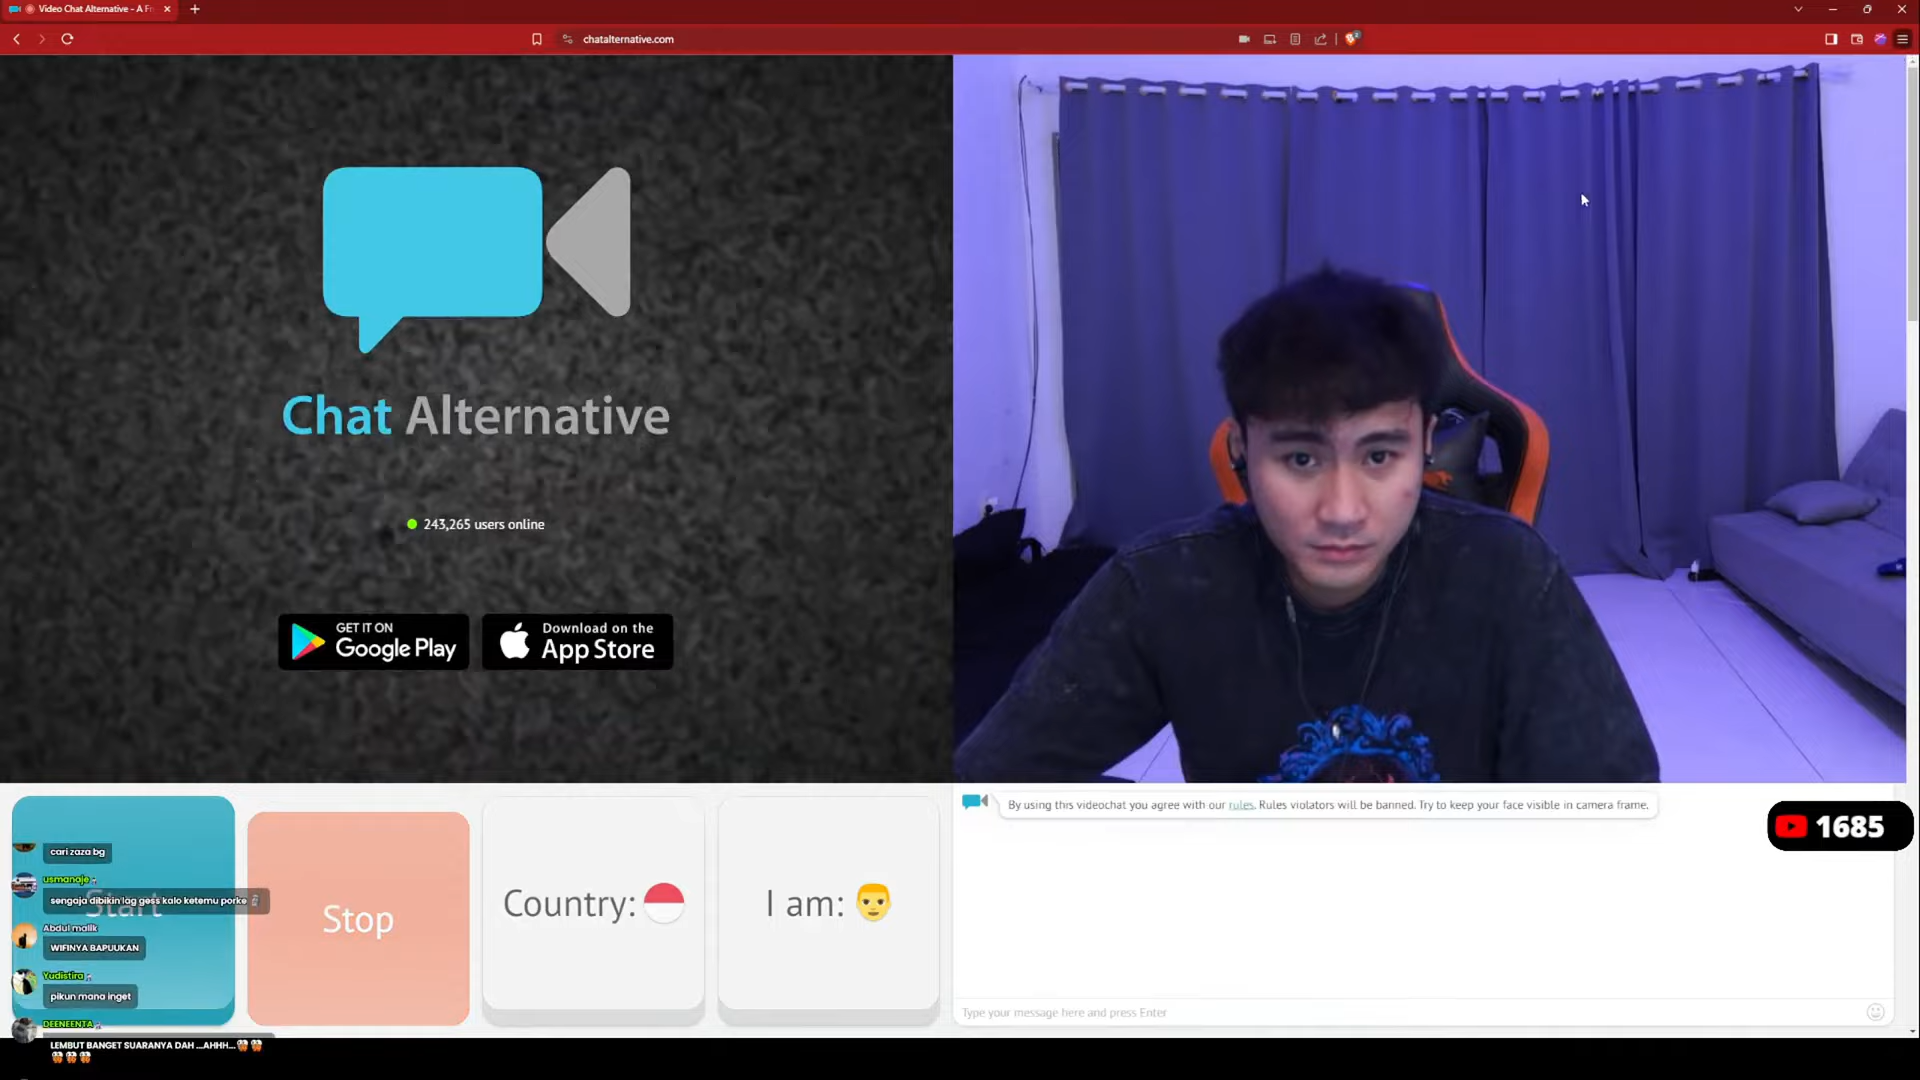 Video Chat Alternative - A Fr
chatalternative.com
Chat Alternative
243,265 users online
GET IT ON
Google Play
Download on the
App Store
Start
Stop
Country:
I am:
cari zaza bg
usmanaje
sengaja dibikin lag gess kalo ketemu porke
Abdul malik
WIFINYA BAPUUKAN
Yudistira
pikun mana inget
DEENEENTA
LEMBUT BANGET SUARANYA DAH ...AHHH...
By using this videochat you agree with our rules. Rules violators will be banned. Try to keep your face visible in camera frame.
1685
Type your message here and press Enter